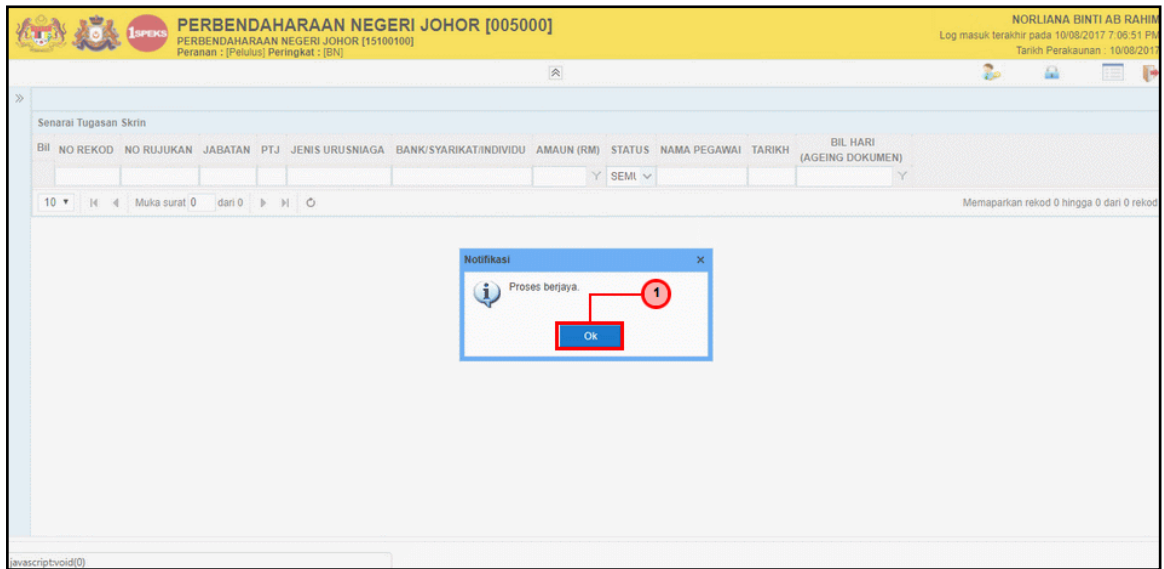 1SPEKS
PERBENDAHARAAN NEGERI JOHOR [005000]
PERBENDAHARAAN NEGERI JOHOR [15100100]
Peranan : [Pelulus] Peringkat : [BN]
NORLIANA BINTI AB RAHIM
Log masuk terakhir pada 10/08/2017 7:06:51 PM
Tarikh Perakaunan : 10/08/2017
Senarai Tugasan Skrin
Bil NO REKOD NO RUJUKAN JABATAN PTJ JENIS URUSNIAGA BANK/SYARIKAT/INDIVIDU AMAUN (RM) STATUS NAMA PEGAWAI TARIKH BIL HARI (AGEING DOKUMEN)
SEMU
10 Muka surat 0 dari 0 Memaparkan rekod 0 hingga 0 dari 0 rekod
Notifikasi
Proses berjaya.
1
Ok
javascript:void(0)